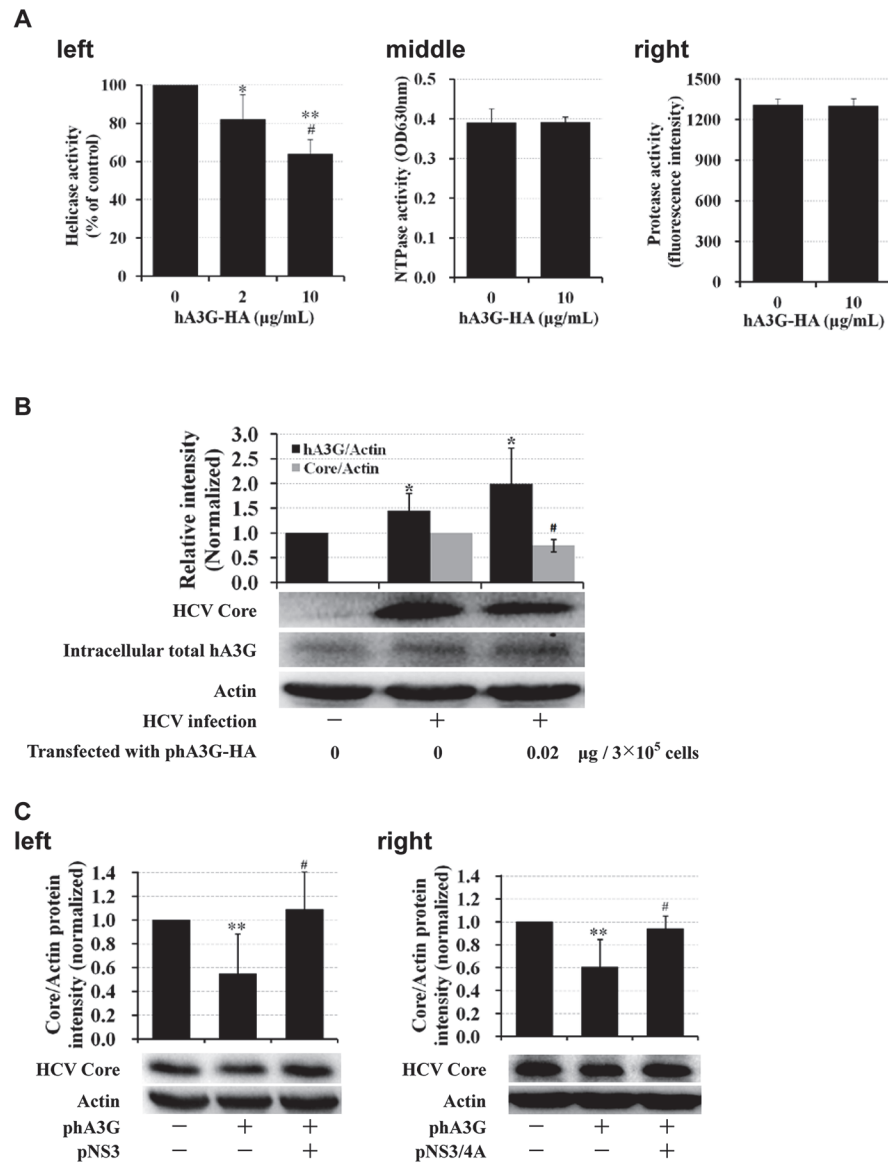 A
left
middle
right
Helicase activity
(% of control)
100
80
60
40
20
0
*
**
#
0 2 10
hA3G-HA (μg/mL)
NTPase activity (OD630nm)
0.5
0.4
0.3
0.2
0.1
0.0
0 10
hA3G-HA (μg/mL)
Protease activity
(fluorescence intensity)
1500
1200
900
600
300
0
0 10
hA3G-HA (μg/mL)
B
Relative intensity
(Normalized)
3.0
2.5
2.0
1.5
1.0
0.5
0.0
hA3G/Actin
Core/Actin
*
*
#
HCV Core
Intracellular total hA3G
Actin
HCV infection − + +
Transfected with phA3G-HA 0 0 0.02 μg / 3×10⁵ cells
C
left
Core/Actin protein
intensity (normalized)
1.4
1.2
1.0
0.8
0.6
0.4
0.2
0.0
**
#
HCV Core
Actin
phA3G − + +
pNS3 − − +
right
Core/Actin protein
intensity (normalized)
1.4
1.2
1.0
0.8
0.6
0.4
0.2
0.0
**
#
HCV Core
Actin
phA3G − + +
pNS3/4A − − +